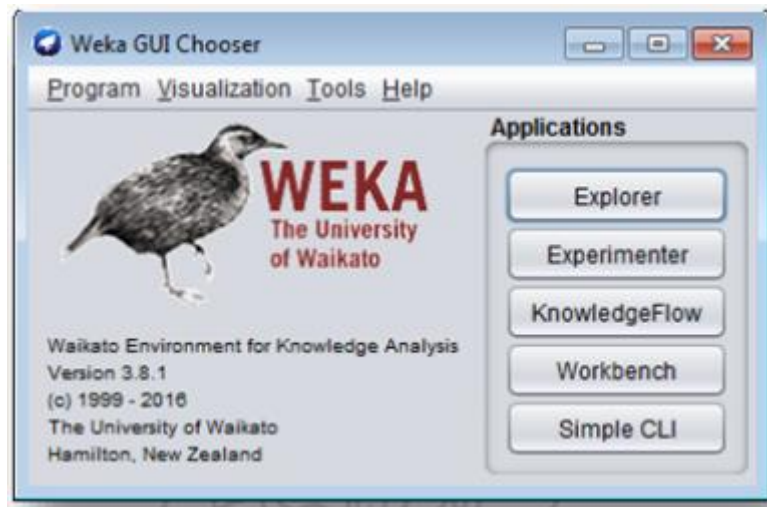 Weka GUI Chooser
Program Visualization Tools Help
WEKA
The University
of Waikato
Waikato Environment for Knowledge Analysis
Version 3.8.1
(c) 1999 - 2016
The University of Waikato
Hamilton, New Zealand
Applications
Explorer
Experimenter
KnowledgeFlow
Workbench
Simple CLI